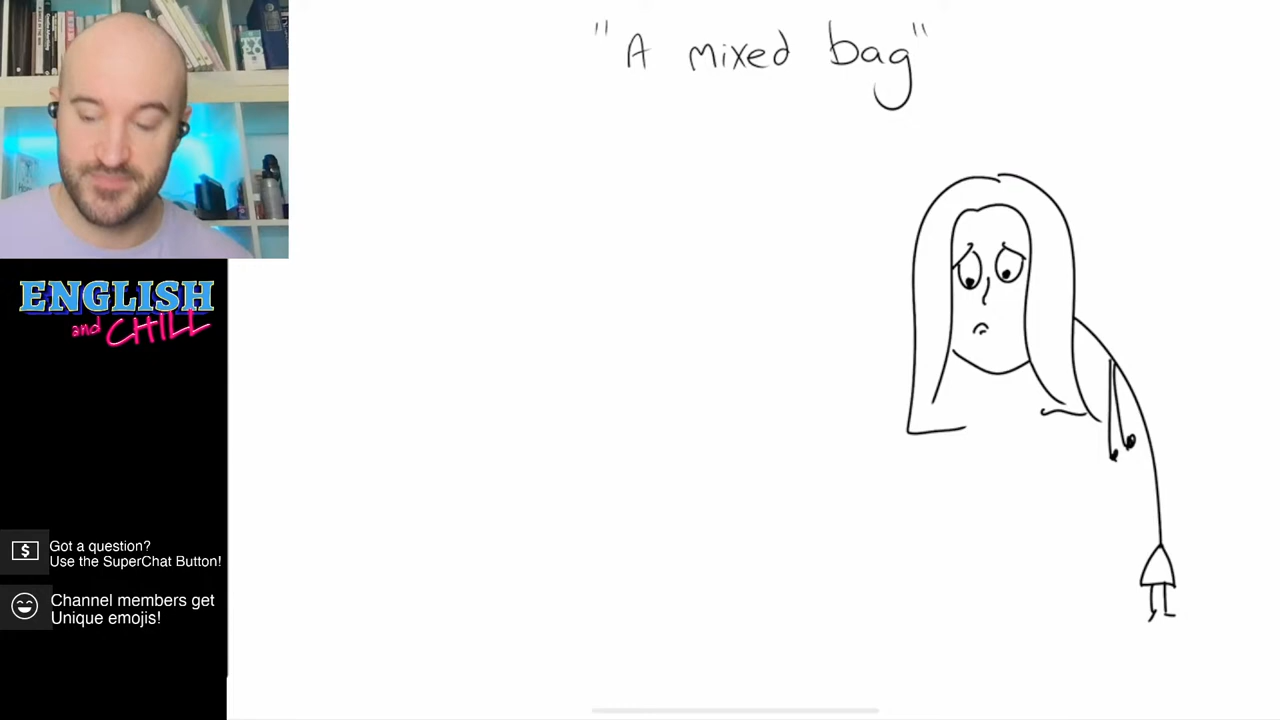 "A mixed bag"
ENGLISH
and CHILL
Got a question?
Use the SuperChat Button!
Channel members get
Unique emojis!